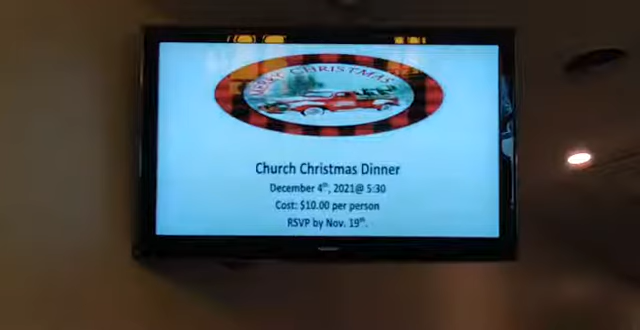 MERRY CHRISTMAS
Church Christmas Dinner
December 4th, 2021@ 5:30
Cost: $10.00 per person
RSVP by Nov. 19th.